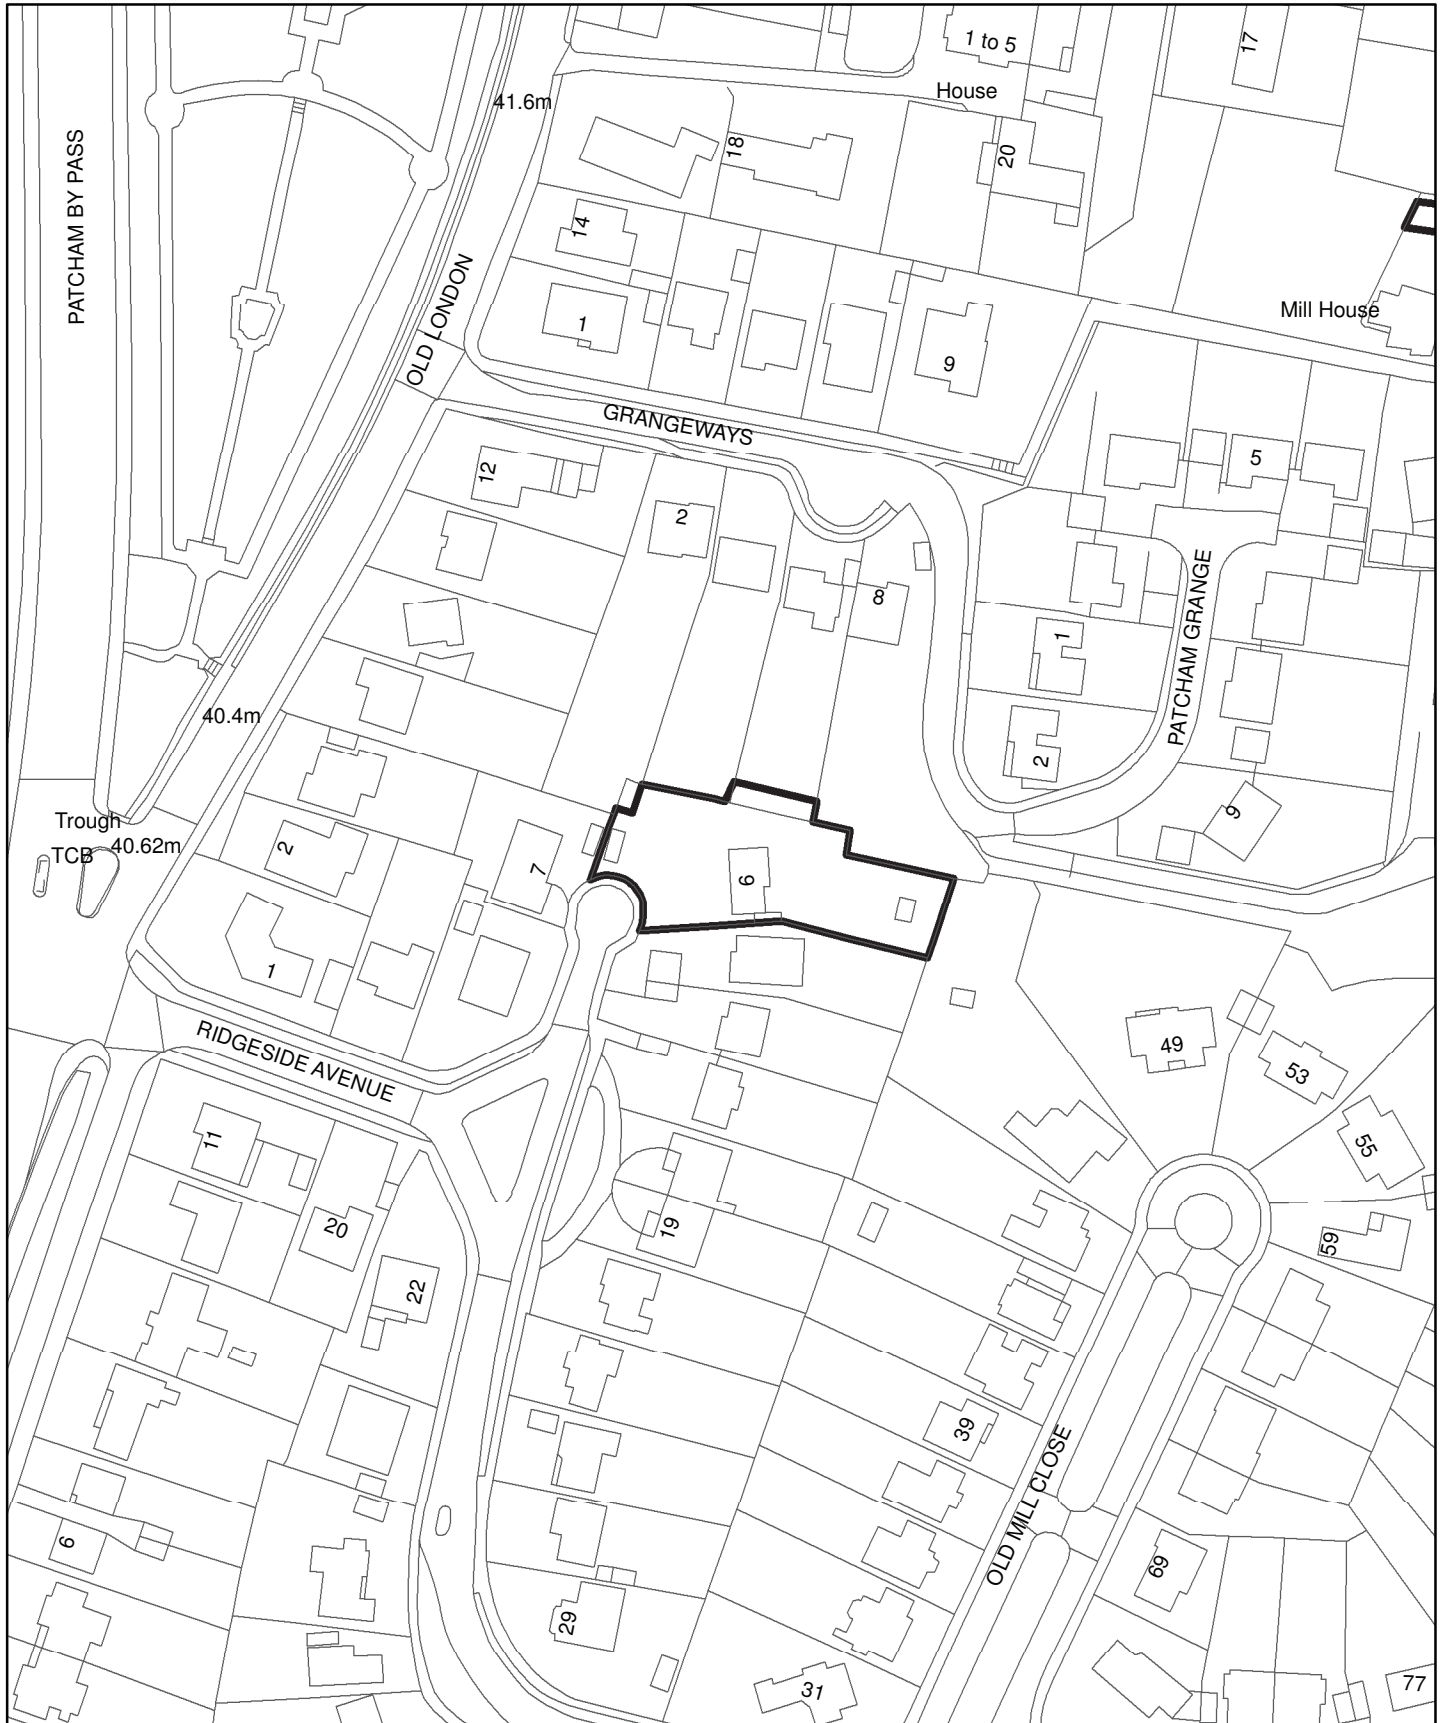 1 to 5
17
41.6m
House
18
20
PATCHAM BY PASS
14
OLD LONDON
1
Mill House
9
GRANGEWAYS
12
5
2
8
1
PATCHAM GRANGE
40.4m
2
9
Trough
40.62m
TCB
2
7
6
1
RIDGESIDE AVENUE
49
53
11
55
20
19
59
22
39
OLD MILL CLOSE
6
69
29
31
77